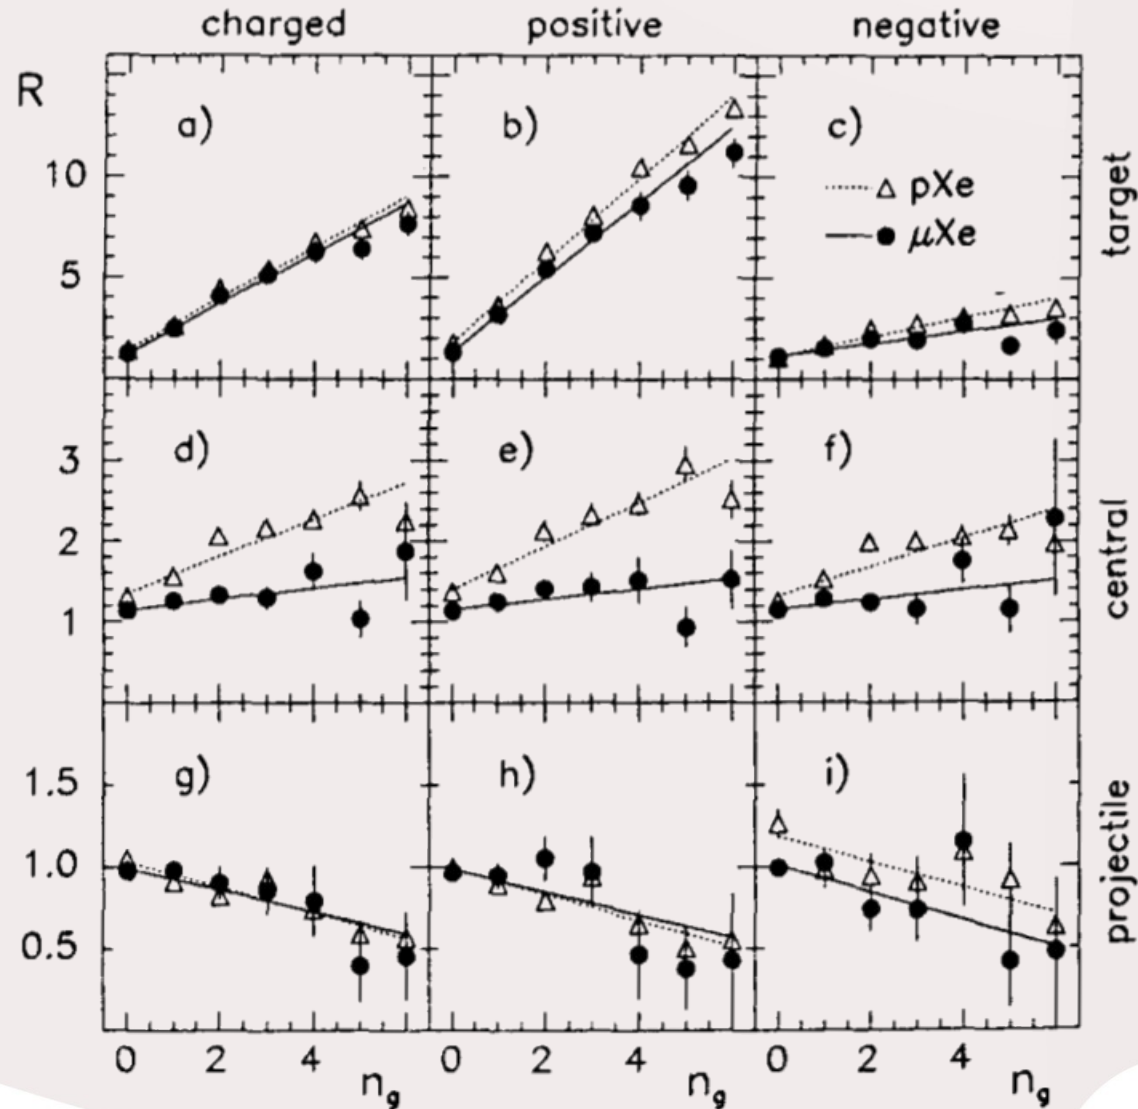 charged positive negative
R
a) b) c)
10
5
pXe
μXe
target
d) e) f)
3
2
1
central
g) h) i)
1.5
1.0
0.5
projectile
0 2 4 0 2 4 0 2 4
n_g n_g n_g